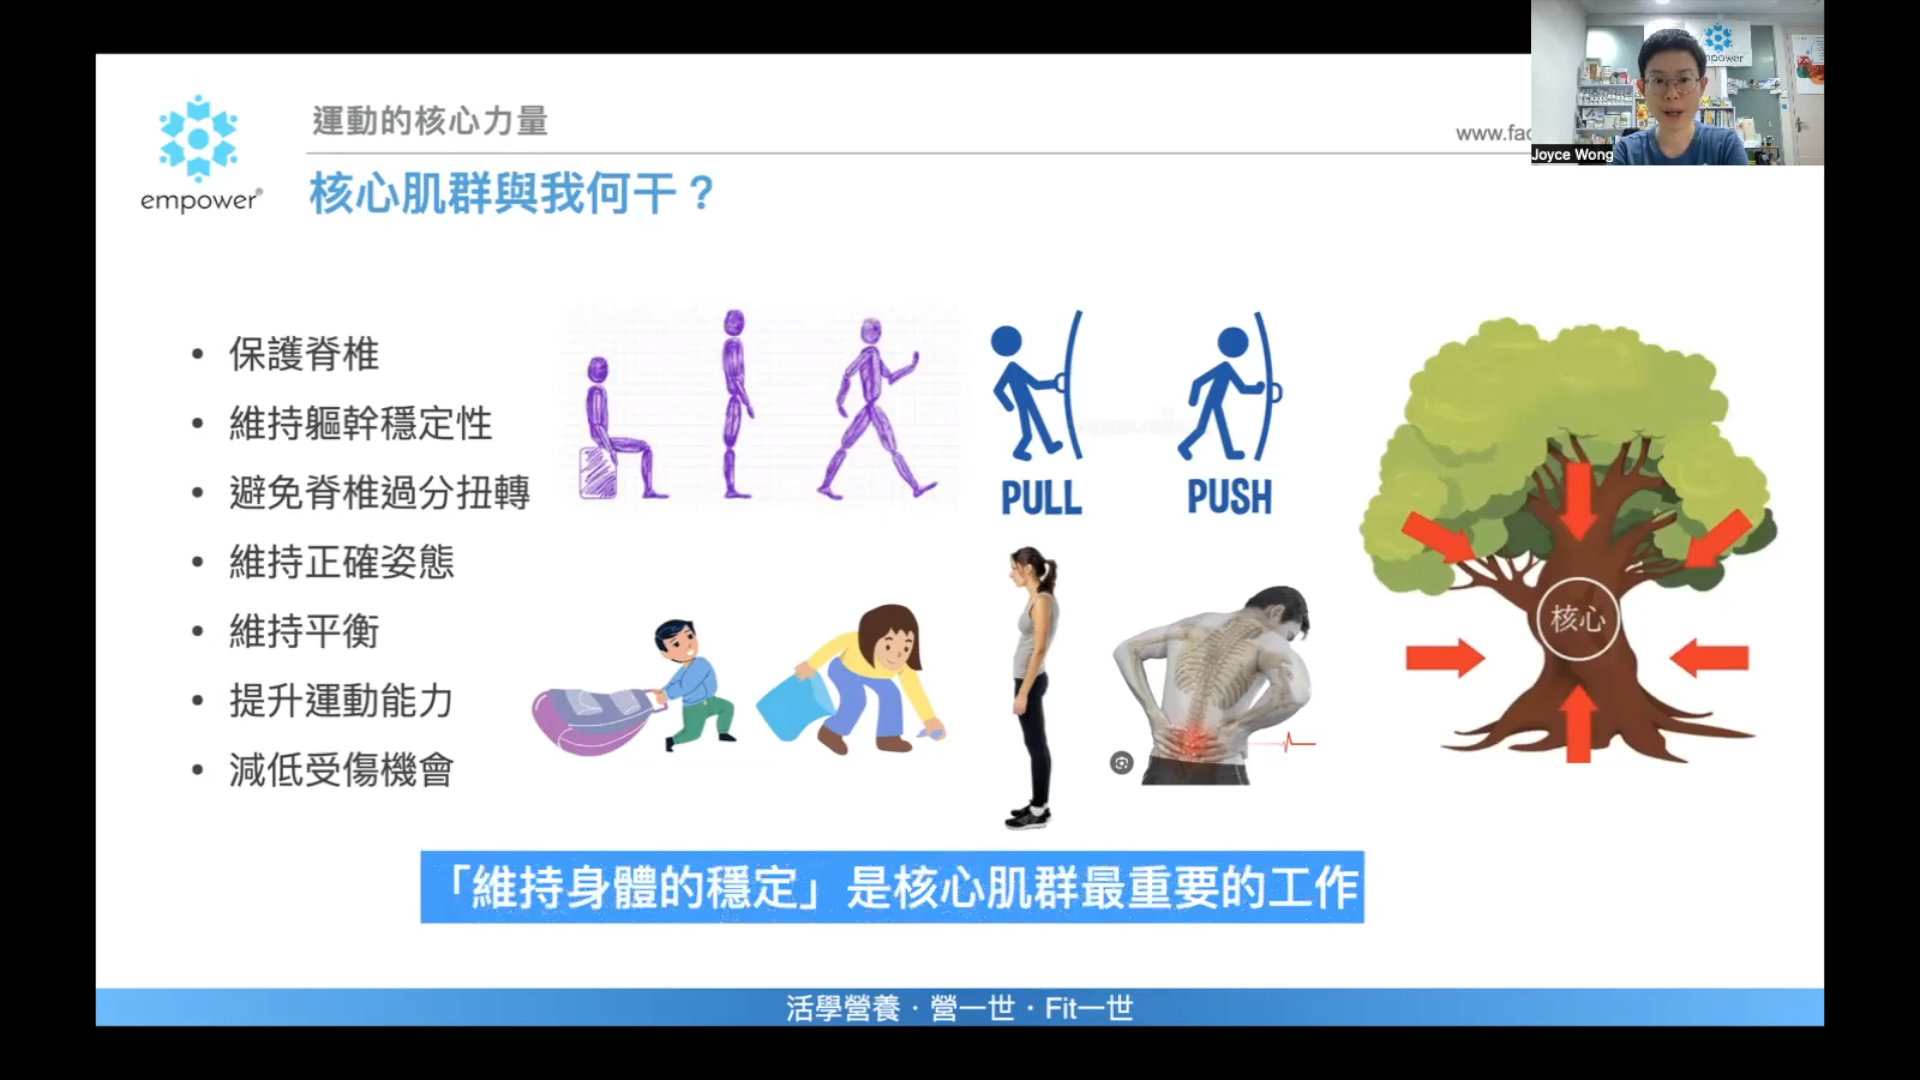 empower®
運動的核心力量
www.fac
empower
Joyce Wong
核心肌群與我何干？
• 保護脊椎
• 維持軀幹穩定性
• 避免脊椎過分扭轉
• 維持正確姿態
• 維持平衡
• 提升運動能力
• 減低受傷機會
PULL
PUSH
核心
「維持身體的穩定」是核心肌群最重要的工作
活學營養 · 營一世 · Fit一世